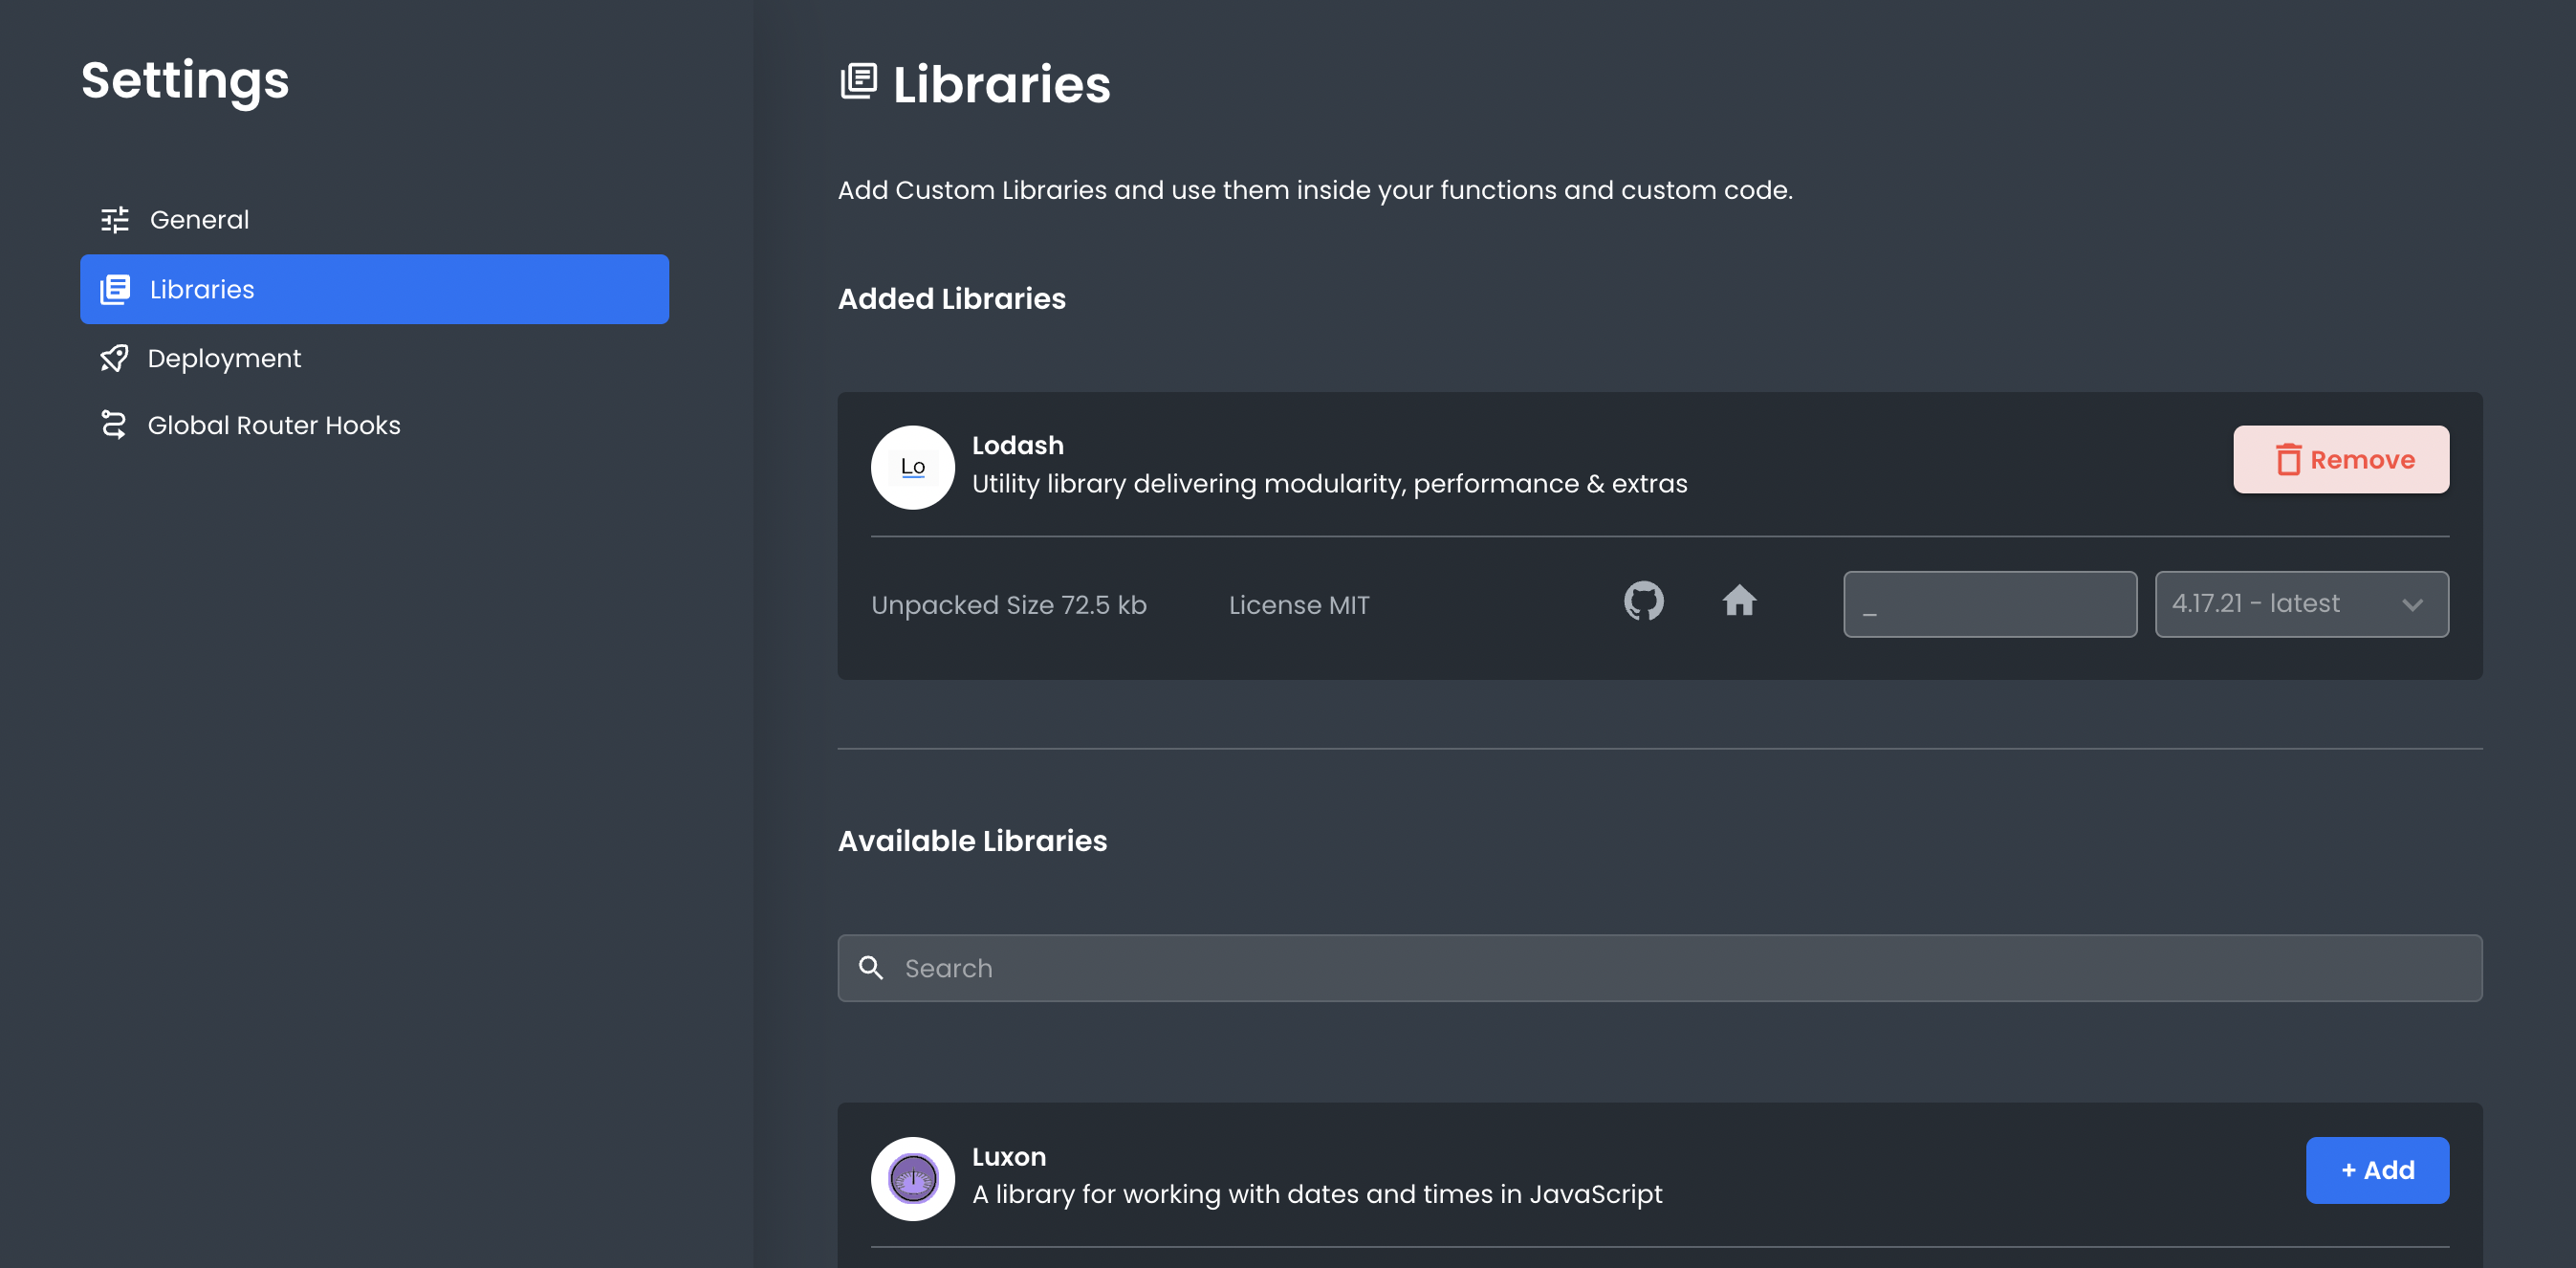 Settings
General
Libraries
Deployment
Global Router Hooks
Libraries
Add Custom Libraries and use them inside your functions and custom code.
Added Libraries
Lo
Lodash
Utility library delivering modularity, performance & extras
Remove
Unpacked Size 72.5 kb
License MIT
_
4.17.21 - latest
Available Libraries
Search
Luxon
A library for working with dates and times in JavaScript
+ Add